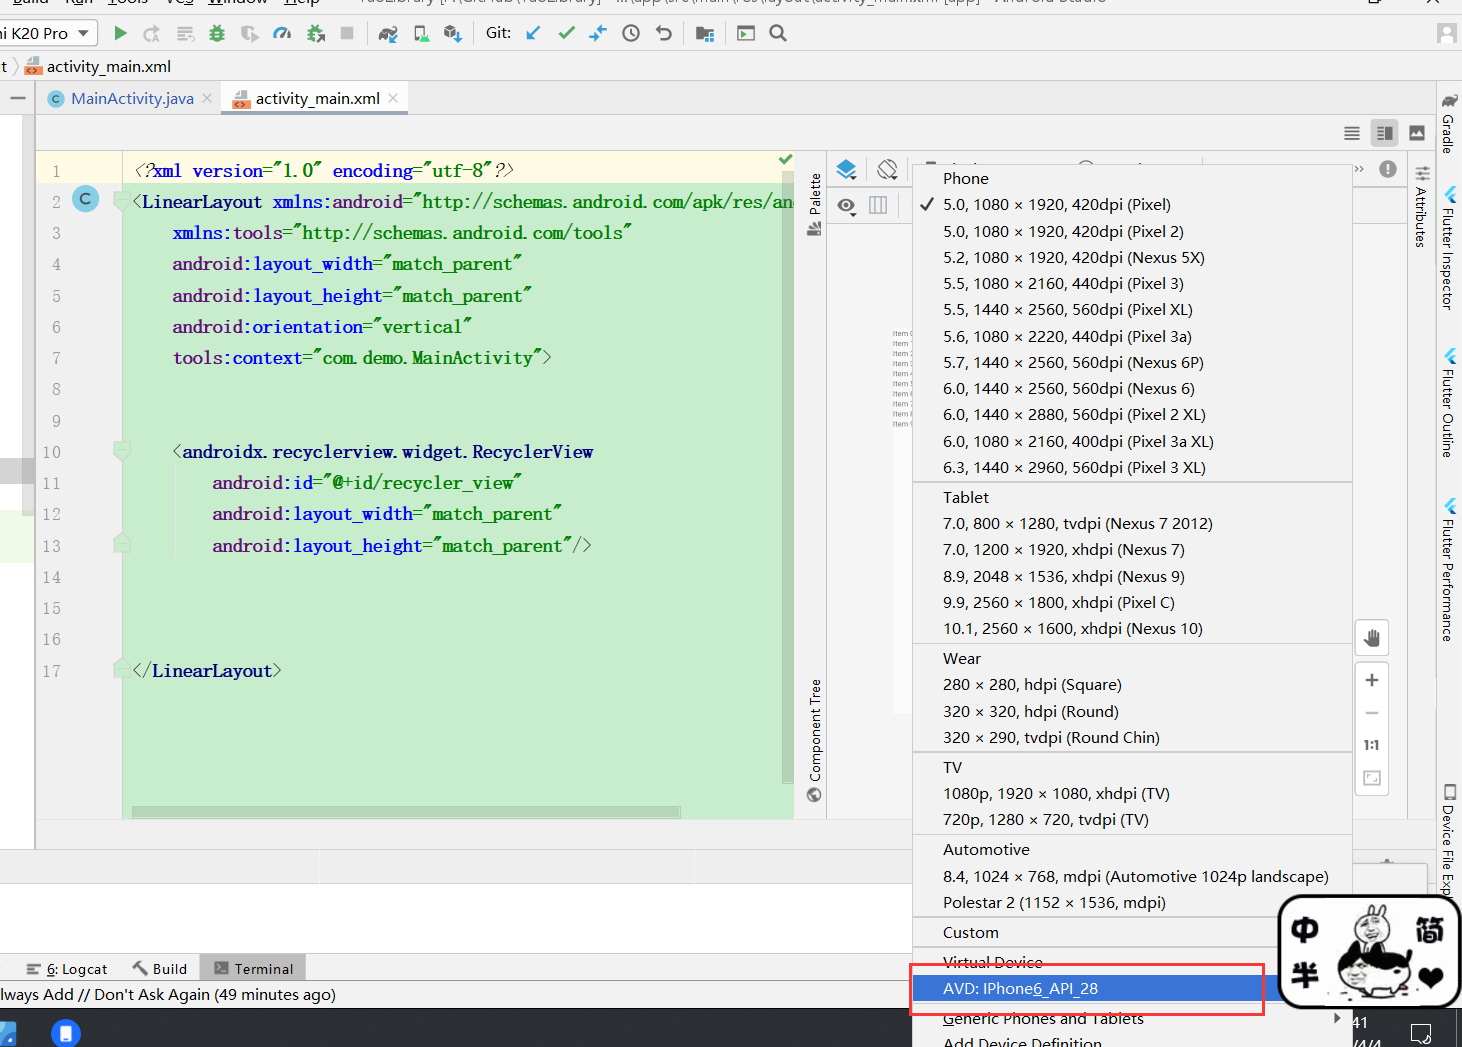 Build Run Tools VCS Window Help
ni K20 Pro
Git:
t
activity_main.xml
MainActivity.java
activity_main.xml
1 <?xml version="1.0" encoding="utf-8"?>
2 <LinearLayout xmlns:android="http://schemas.android.com/apk/res/an
3 xmlns:tools="http://schemas.android.com/tools"
4 android:layout_width="match_parent"
5 android:layout_height="match_parent"
6 android:orientation="vertical"
7 tools:context="com.demo.MainActivity">
8
9
10 <androidx.recyclerview.widget.RecyclerView
11 android:id="@+id/recycler_view"
12 android:layout_width="match_parent"
13 android:layout_height="match_parent"/>
14
15
16
17 </LinearLayout>
Palette
Component Tree
Item
Item
Item
Item
Item
Item
Item
Item
Item
Item
Phone
5.0, 1080 × 1920, 420dpi (Pixel)
5.0, 1080 × 1920, 420dpi (Pixel 2)
5.2, 1080 × 1920, 420dpi (Nexus 5X)
5.5, 1080 × 2160, 440dpi (Pixel 3)
5.5, 1440 × 2560, 560dpi (Pixel XL)
5.6, 1080 × 2220, 440dpi (Pixel 3a)
5.7, 1440 × 2560, 560dpi (Nexus 6P)
6.0, 1440 × 2560, 560dpi (Nexus 6)
6.0, 1440 × 2880, 560dpi (Pixel 2 XL)
6.0, 1080 × 2160, 400dpi (Pixel 3a XL)
6.3, 1440 × 2960, 560dpi (Pixel 3 XL)
Tablet
7.0, 800 × 1280, tvdpi (Nexus 7 2012)
7.0, 1200 × 1920, xhdpi (Nexus 7)
8.9, 2048 × 1536, xhdpi (Nexus 9)
9.9, 2560 × 1800, xhdpi (Pixel C)
10.1, 2560 × 1600, xhdpi (Nexus 10)
Wear
280 × 280, hdpi (Square)
320 × 320, hdpi (Round)
320 × 290, tvdpi (Round Chin)
TV
1080p, 1920 × 1080, xhdpi (TV)
720p, 1280 × 720, tvdpi (TV)
Automotive
8.4, 1024 × 768, mdpi (Automotive 1024p landscape)
Polestar 2 (1152 × 1536, mdpi)
Custom
Virtual Device
AVD: IPhone6_API_28
Generic Phones and Tablets
Add Device Definition
1:1
Attributes
Gradle
Flutter Inspector
Flutter Outline
Flutter Performance
Device File Expl
中 简
半
6: Logcat
Build
Terminal
lways Add // Don't Ask Again (49 minutes ago)
41